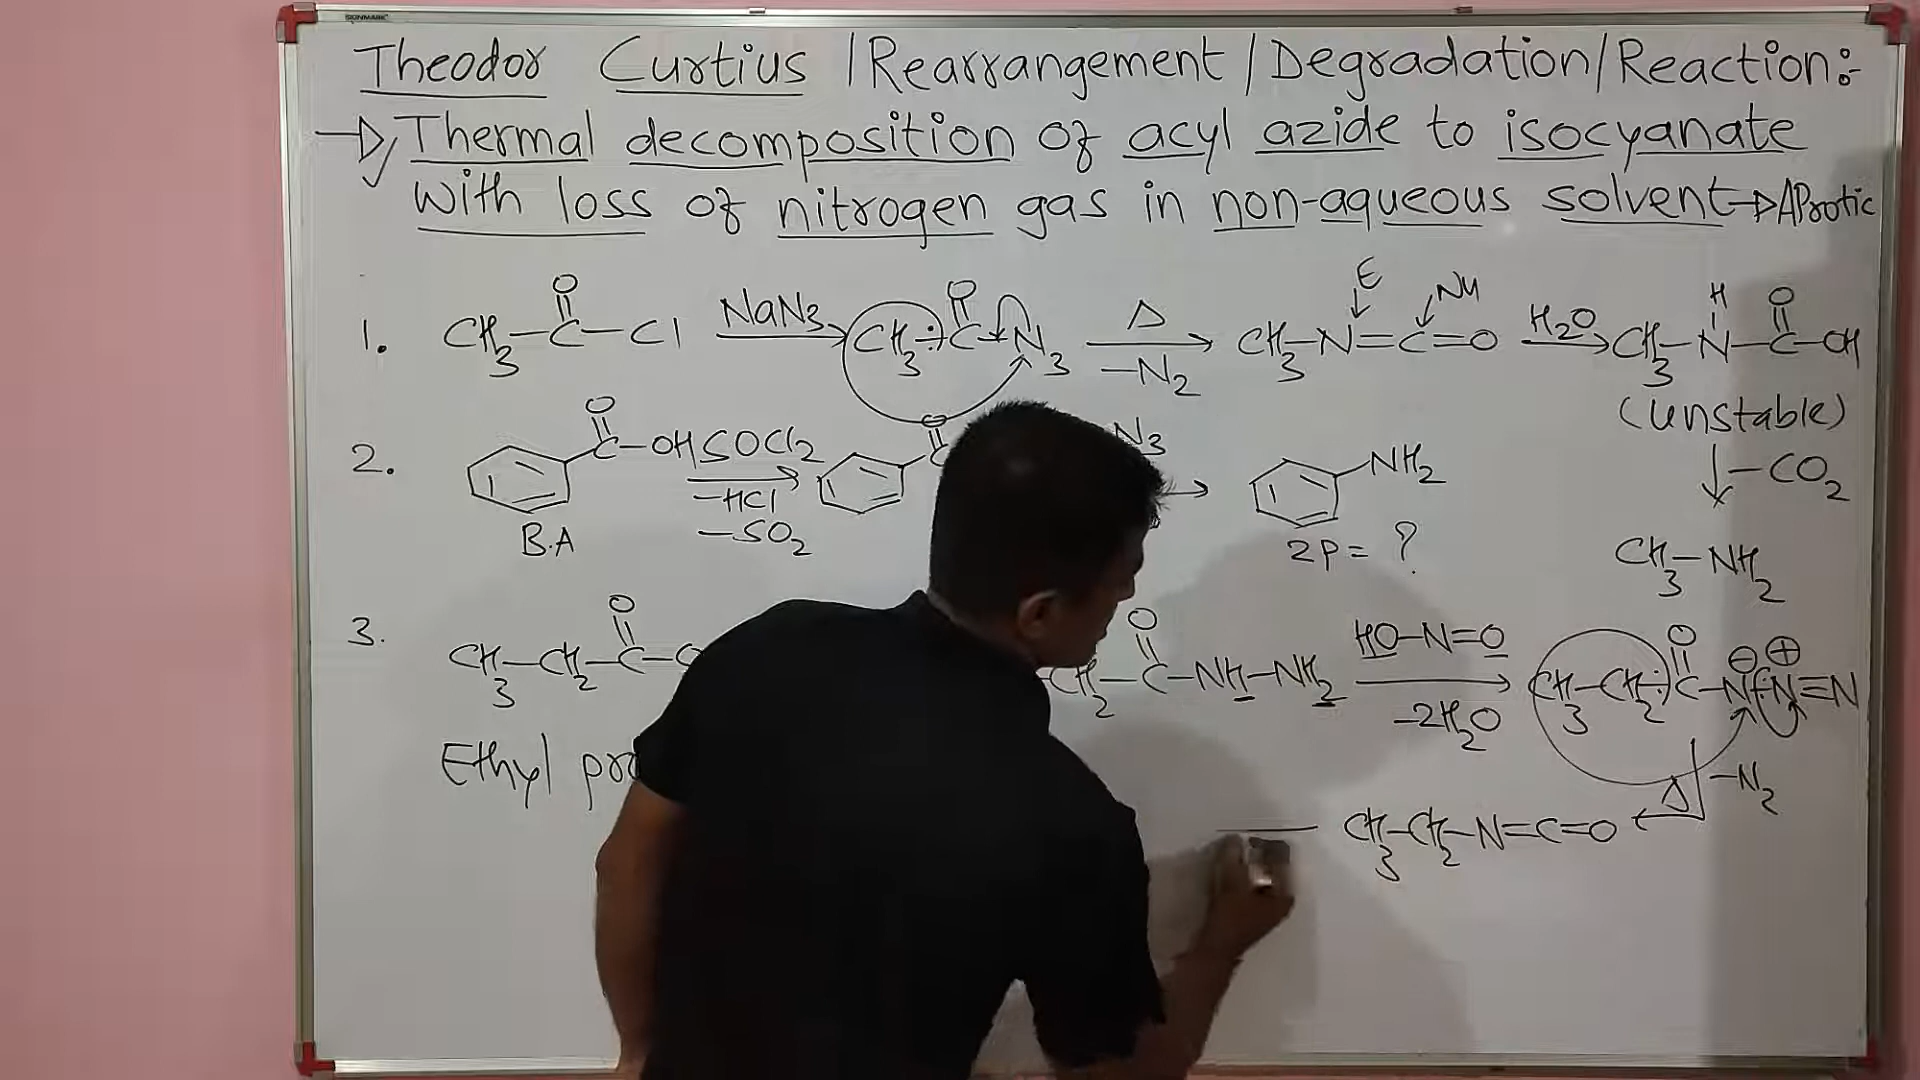 SIGNMARK
Theodor Curtius / Rearrangement / Degradation / Reaction:-
Thermal decomposition of acyl azide to isocyanate
with loss of nitrogen gas in non-aqueous solvent → AProtic
1. CH3-C(=O)-Cl NaN3 → CH3-C(=O)-N3 Δ → -N2 CH3-N=C=O H2O → CH3-N(H)-C(=O)-OH
E Nu
(unstable)
-CO2
CH3-NH2
2. C(=O)-OH SOCl2 → -HCl -SO2 N3 → NH2
B.A 2P = ?
3. CH3-CH2-C(=O) CH2-C(=O)-NH-NH2 HO-N=O → -2H2O CH3-CH2-C(=O)-N⊖-N⊕≡N
Ethyl
Δ -N2
CH3-CH2-N=C=O